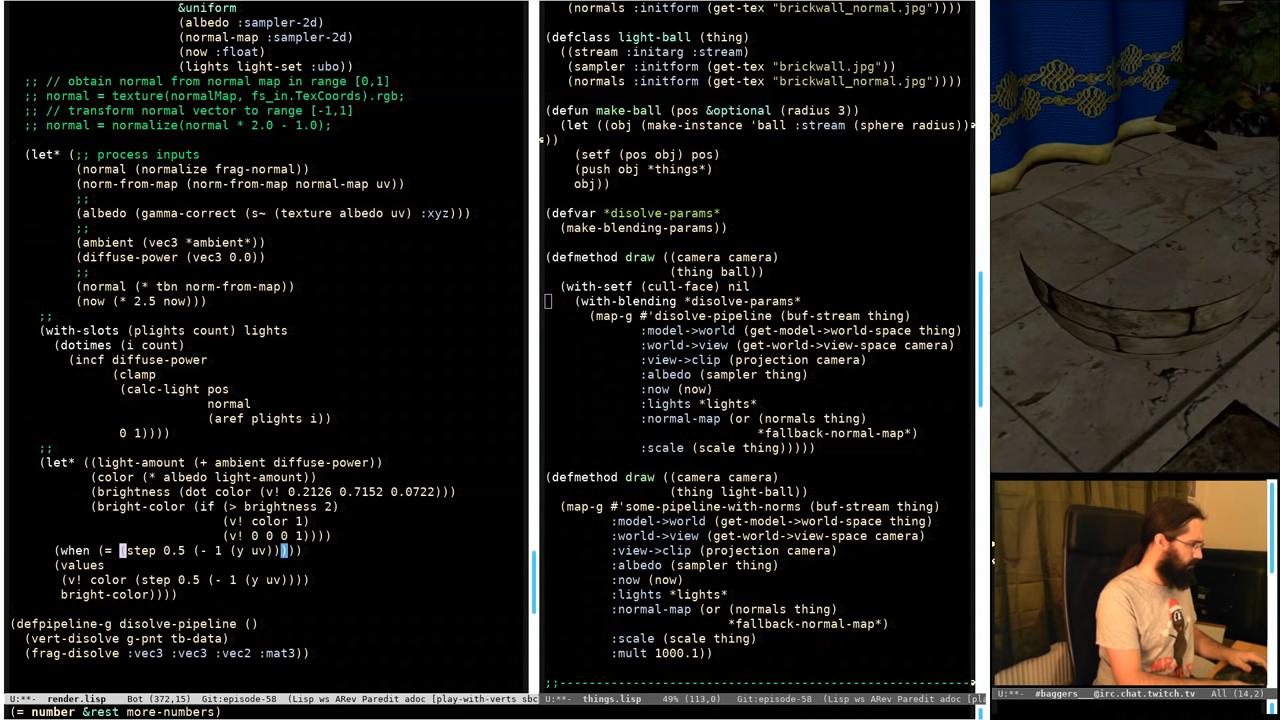 &uniform
(albedo :sampler-2d)
(normal-map :sampler-2d)
(now :float)
(lights light-set :ubo))
;; // obtain normal from normal map in range [0,1]
;; normal = texture(normalMap, fs_in.TexCoords).rgb;
;; // transform normal vector to range [-1,1]
;; normal = normalize(normal * 2.0 - 1.0);
(let* (;; process inputs
(normal (normalize frag-normal))
(norm-from-map (norm-from-map normal-map uv))
;;
(albedo (gamma-correct (s~ (texture albedo uv) :xyz)))
;;
(ambient (vec3 *ambient*))
(diffuse-power (vec3 0.0))
;;
(normal (* tbn norm-from-map))
(now (* 2.5 now)))
;;
(with-slots (plights count) lights
(dotimes (i count)
(incf diffuse-power
(clamp
(calc-light pos
normal
(aref plights i))
0 1))))
;;
(let* ((light-amount (+ ambient diffuse-power))
(color (* albedo light-amount))
(brightness (dot color (v! 0.2126 0.7152 0.0722)))
(bright-color (if (> brightness 2)
(v! color 1)
(v! 0 0 0 1))))
(when (= (step 0.5 (- 1 (y uv)))))
(values
(v! color (step 0.5 (- 1 (y uv))))
bright-color))))
(defpipeline-g disolve-pipeline ()
(vert-disolve g-pnt tb-data)
(frag-disolve :vec3 :vec3 :vec2 :mat3))
U:**- render.lisp Bot (372,15) Git:episode-58 (Lisp ws ARev Paredit adoc [play-with-verts sbc
(= number &rest more-numbers)
(normals :initform (get-tex "brickwall_normal.jpg"))))
(defclass light-ball (thing)
((stream :initarg :stream)
(sampler :initform (get-tex "brickwall.jpg"))
(normals :initform (get-tex "brickwall_normal.jpg"))))
(defun make-ball (pos &optional (radius 3))
(let ((obj (make-instance 'ball :stream (sphere radius))
))
(setf (pos obj) pos)
(push obj *things*)
obj))
(defvar *disolve-params*
(make-blending-params))
(defmethod draw ((camera camera)
(thing ball))
(with-setf (cull-face) nil
(with-blending *disolve-params*
(map-g #'disolve-pipeline (buf-stream thing)
:model->world (get-model->world-space thing)
:world->view (get-world->view-space camera)
:view->clip (projection camera)
:albedo (sampler thing)
:now (now)
:lights *lights*
:normal-map (or (normals thing)
*fallback-normal-map*)
:scale (scale thing)))))
(defmethod draw ((camera camera)
(thing light-ball))
(map-g #'some-pipeline-with-norms (buf-stream thing)
:model->world (get-model->world-space thing)
:world->view (get-world->view-space camera)
:view->clip (projection camera)
:albedo (sampler thing)
:now (now)
:lights *lights*
:normal-map (or (normals thing)
*fallback-normal-map*)
:scale (scale thing)
:mult 1000.1))
;;--------------------------------------------------------
U:**- things.lisp 49% (113,0) Git:episode-58 (Lisp ws ARev Paredit adoc [pl
U:**- #baggers___@irc.chat.twitch.tv All (14,2)